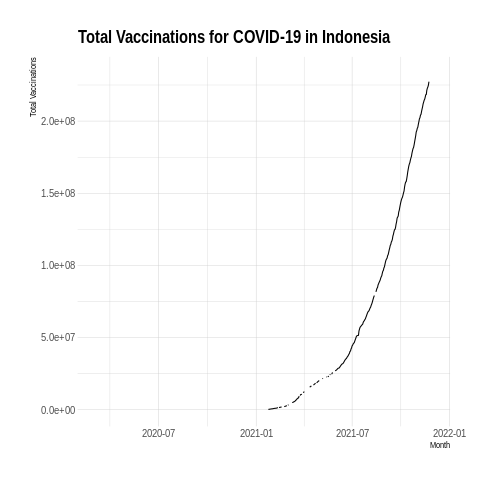 Total Vaccinations for COVID-19 in Indonesia
Total Vaccinations
2.0e+08
1.5e+08
1.0e+08
5.0e+07
0.0e+00
2020-07 2021-01 2021-07 2022-01
Month